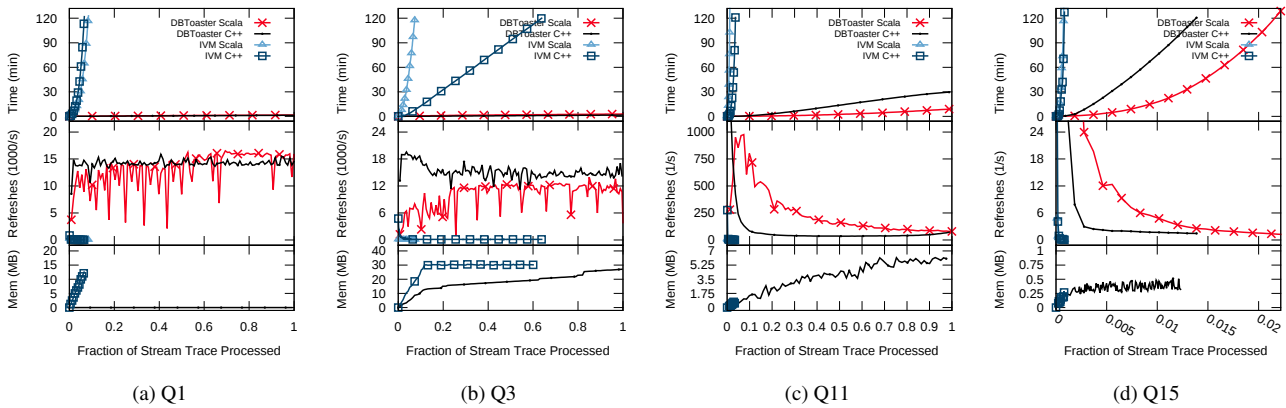 120
90
60
30
0
Time (min)
DBToaster Scala
DBToaster C++
IVM Scala
IVM C++
20
15
10
5
0
Refreshes (1000/s)
20
15
10
5
0
Mem (MB)
0 0.2 0.4 0.6 0.8 1
Fraction of Stream Trace Processed
(a) Q1
120
90
60
30
0
Time (min)
DBToaster Scala
DBToaster C++
IVM Scala
IVM C++
24
18
12
6
0
Refreshes (1000/s)
40
30
20
10
0
Mem (MB)
0 0.2 0.4 0.6 0.8 1
Fraction of Stream Trace Processed
(b) Q3
120
90
60
30
0
Time (min)
DBToaster Scala
DBToaster C++
IVM Scala
IVM C++
1000
750
500
250
0
Refreshes (1/s)
7
5.25
3.5
1.75
0
Mem (MB)
0 0.1 0.2 0.3 0.4 0.5 0.6 0.7 0.8 0.9 1
Fraction of Stream Trace Processed
(c) Q11
120
90
60
30
0
Time (min)
DBToaster Scala
DBToaster C++
IVM Scala
IVM C++
24
18
12
6
0
Refreshes (1/s)
1
0.75
0.5
0.25
0
Mem (MB)
0 0.005 0.01 0.015 0.02
Fraction of Stream Trace Processed
(d) Q15